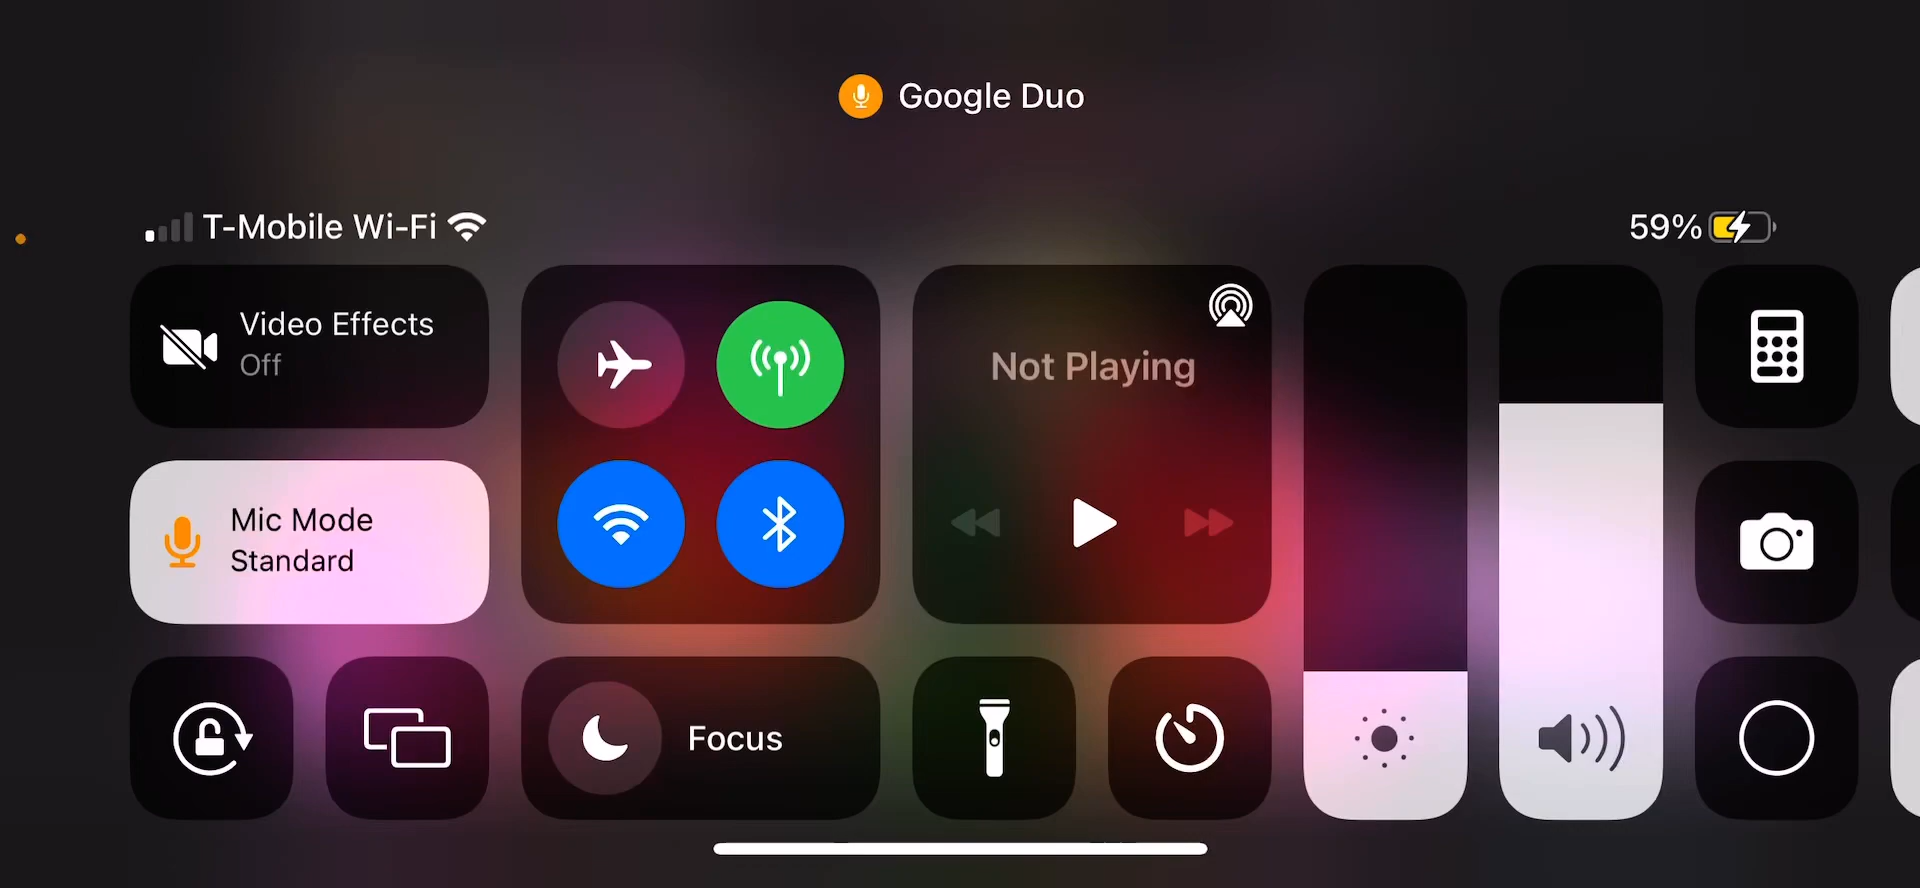 Google Duo
T-Mobile Wi-Fi
59%
Video Effects
Off
Not Playing
Mic Mode
Standard
Focus